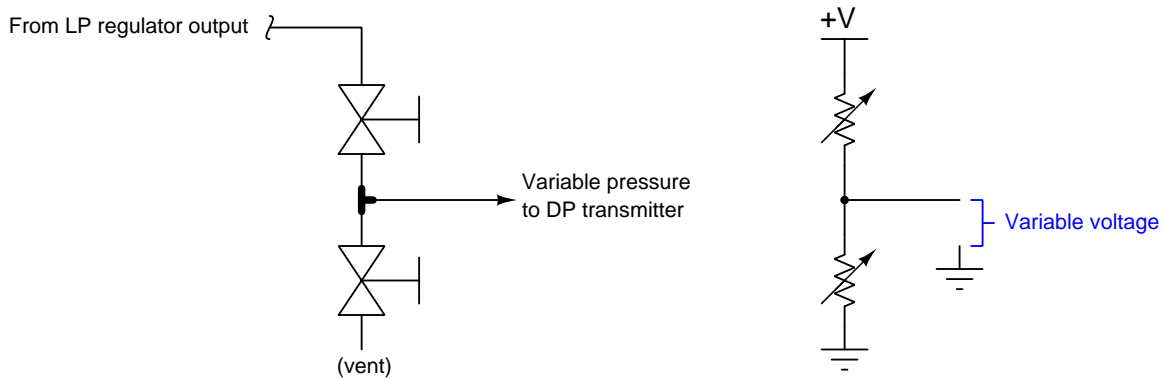 From LP regulator output
+V
Variable pressure
to DP transmitter
Variable voltage
(vent)